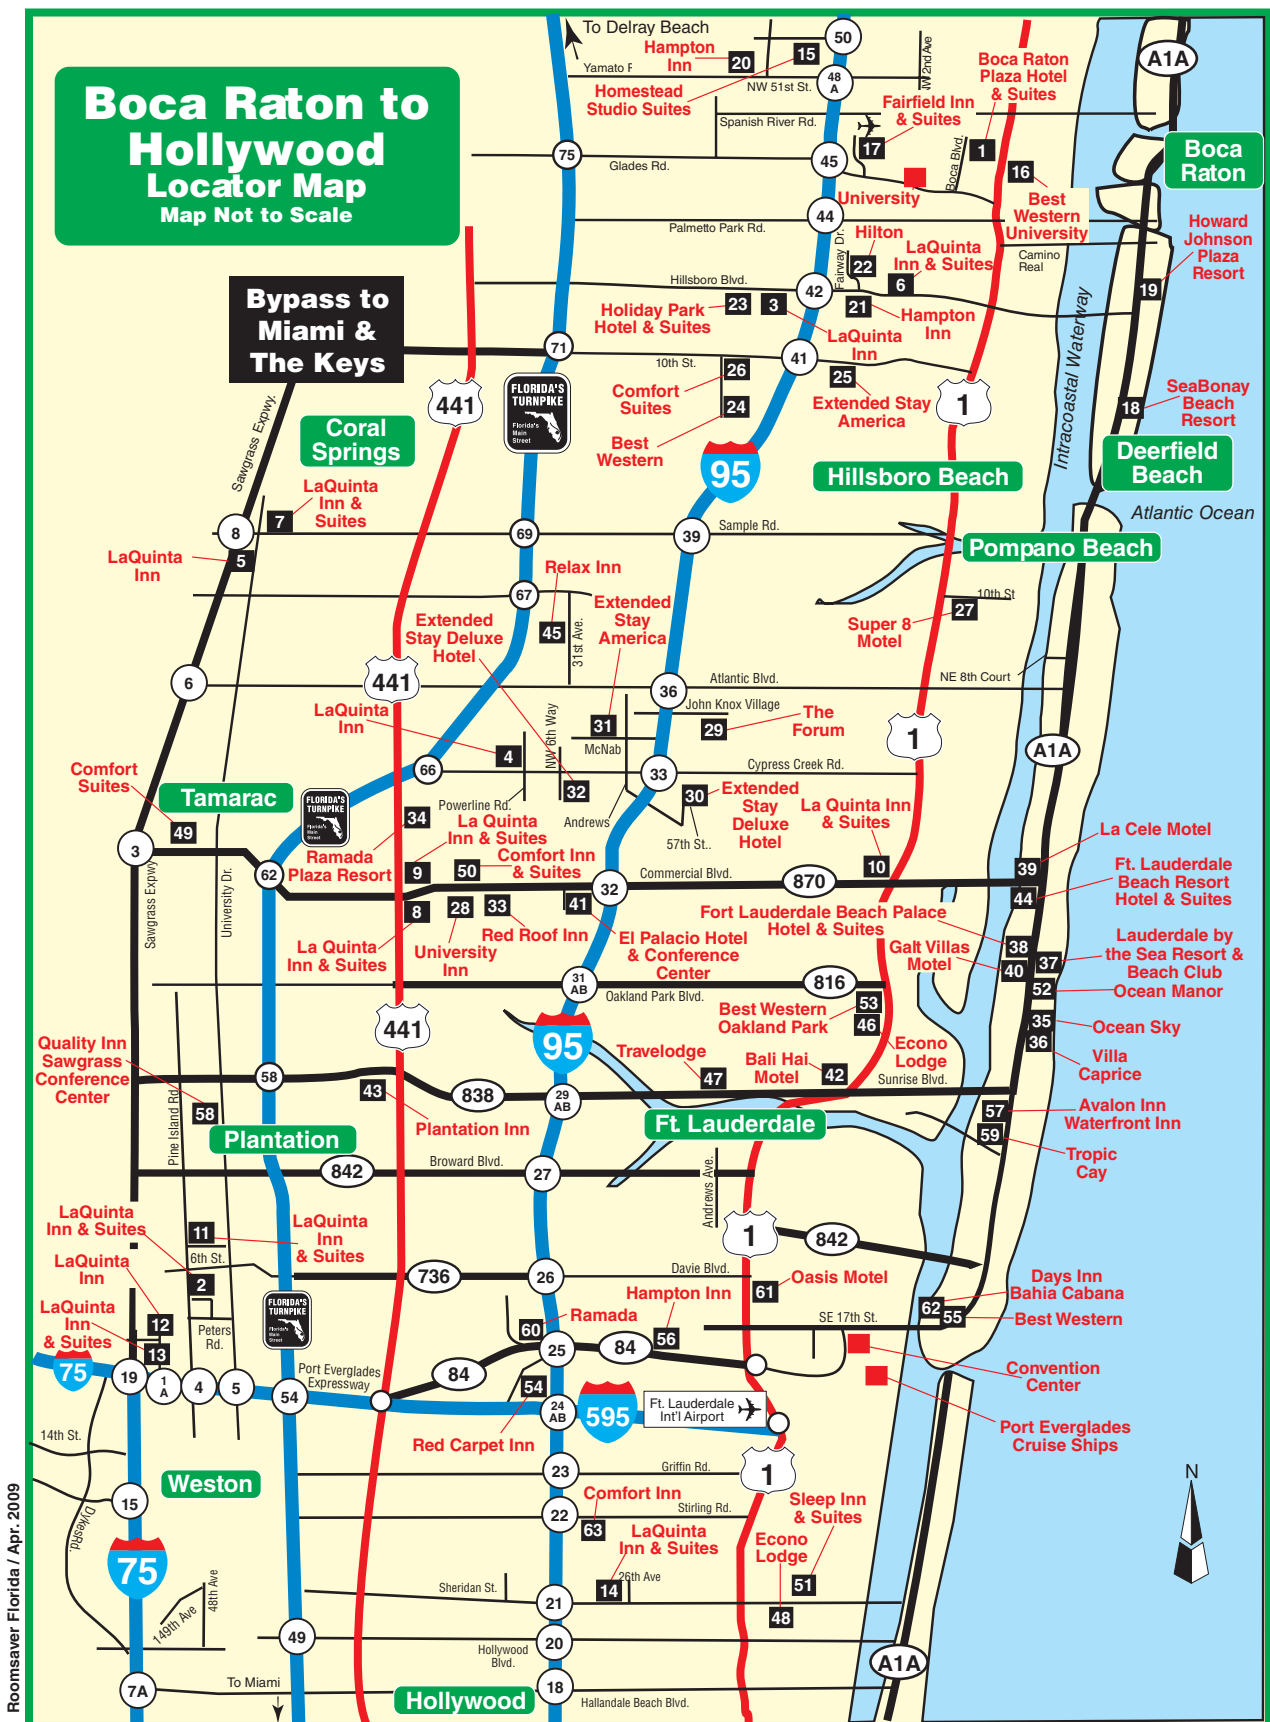 Boca Raton to
Hollywood
Locator Map
Map Not to Scale
To Delray Beach
50
Hampton
Inn
20
15
NW 2nd Ave
A1A
Yamato
48
A
NW 51st St.
Homestead
Studio Suites
Boca Raton
Plaza Hotel
& Suites
Fairfield Inn
& Suites
Spanish River Rd.
17
Boca Blvd.
1
Boca
Raton
75
Glades Rd.
45
16
University
Best
Western
University
44
Palmetto Park Rd.
Howard
Johnson
Plaza
Resort
Hilton
Fairway Dr.
22
LaQuinta
Inn & Suites
Camino
Real
6
19
Hillsboro Blvd.
42
Bypass to
Miami &
The Keys
23
3
21
Holiday Park
Hotel & Suites
Hampton
Inn
LaQuinta
Inn
Intracoastal Waterway
71
10th St.
41
26
25
Comfort
Suites
24
Extended Stay
America
Best
Western
441
FLORIDA'S
TURNPIKE
Florida's
Main
Street
1
18
SeaBonay
Beach
Resort
Sawgrass Expwy.
Coral
Springs
95
Hillsboro Beach
Deerfield
Beach
LaQuinta
Inn &
Suites
7
8
5
LaQuinta
Inn
69
39
Sample Rd.
Atlantic Ocean
Pompano Beach
Relax Inn
67
45
31st Ave.
Extended
Stay
America
Extended
Stay Deluxe
Hotel
10th St
27
Super 8
Motel
6
441
36
Atlantic Blvd.
NE 8th Court
John Knox Village
LaQuinta
Inn
31
29
The
Forum
4
NW 6th Way
McNab
1
A1A
66
33
Cypress Creek Rd.
Comfort
Suites
Tamarac
49
32
30
Extended
Stay
Deluxe
Hotel
Powerline Rd.
Andrews
57th St..
FLORIDA'S
TURNPIKE
Florida's
Main
Street
34
La Quinta
Inn & Suites
Ramada
Plaza Resort
La Quinta Inn
& Suites
La Cele Motel
3
62
9
50
Comfort Inn
& Suites
10
39
Ft. Lauderdale
Beach Resort
Hotel & Suites
32
Commercial Blvd.
870
44
Sawgrass Expwy
University Dr.
8
28
33
41
La Quinta
Inn & Suites
University
Inn
Red Roof Inn
El Palacio Hotel
& Conference
Center
Fort Lauderdale Beach Palace
Hotel & Suites
38
Galt Villas
Motel
40
37
Lauderdale by
the Sea Resort &
Beach Club
52
Ocean Manor
31
AB
Oakland Park Blvd.
816
Best Western
Oakland Park
53
46
Econo
Lodge
35
Ocean Sky
36
Villa
Caprice
441
95
Quality Inn
Sawgrass
Conference
Center
Travelodge
47
Bali Hai
Motel
42
Sunrise Blvd.
58
43
838
29
AB
Pine Island Rd.
58
Plantation
Plantation Inn
Ft. Lauderdale
57
Avalon Inn
Waterfront Inn
59
Tropic
Cay
842
Broward Blvd.
27
Andrews Ave.
1
842
LaQuinta
Inn & Suites
11
LaQuinta
Inn
& Suites
6th St.
LaQuinta
Inn
2
736
26
Davie Blvd.
61
Oasis Motel
Days Inn
Bahia Cabana
62
55
Best Western
LaQuinta
Inn
& Suites
12
13
Peters
Rd.
FLORIDA'S
TURNPIKE
Florida's
Main
Street
Hampton Inn
Ramada
60
56
SE 17th St.
75
19
1
A
4
5
54
Port Everglades
Expressway
84
25
84
Convention
Center
54
24
AB
595
Ft. Lauderdale
Int'l Airport
Red Carpet Inn
Port Everglades
Cruise Ships
14th St.
Weston
23
Griffin Rd.
1
N
15
DykesRd.
22
Comfort Inn
Stirling Rd.
63
Sleep Inn
& Suites
LaQuinta
Inn & Suites
Econo
Lodge
75
48th Ave
149th Ave
Sheridan St.
14
26th Ave
51
21
48
49
20
Hollywood
Blvd.
A1A
7A
To Miami
Hollywood
18
Hallandale Beach Blvd.
Roomsaver Florida / Apr. 2009